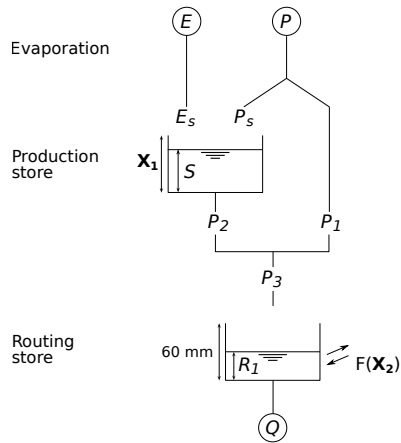 E P
Evaporation
Es Ps
Production
store
X1
S
P2 P1
P3
Routing
store
60 mm
R1
F(X2)
Q